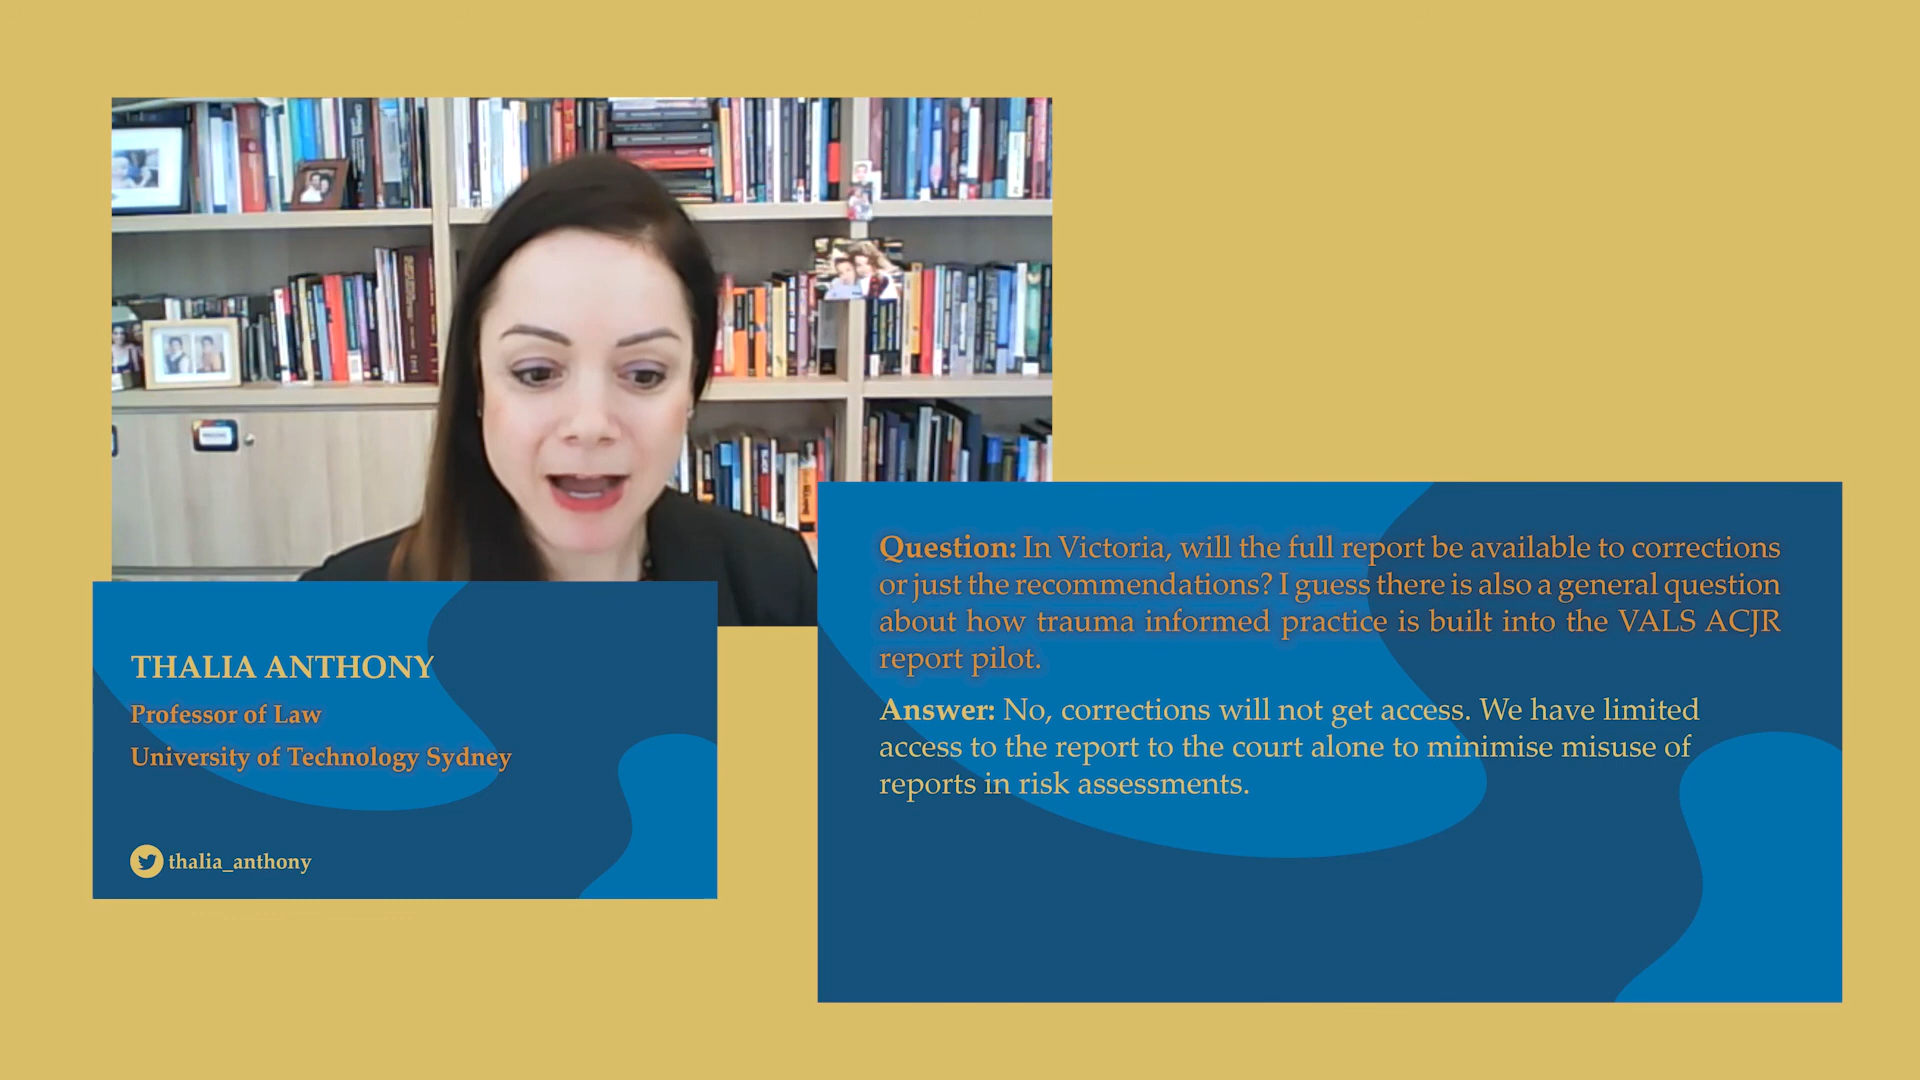 THALIA ANTHONY
Professor of Law
University of Technology Sydney
thalia_anthony
Question: In Victoria, will the full report be available to corrections
or just the recommendations? I guess there is also a general question
about how trauma informed practice is built into the VALS ACJR
report pilot.
Answer: No, corrections will not get access. We have limited
access to the report to the court alone to minimise misuse of
reports in risk assessments.